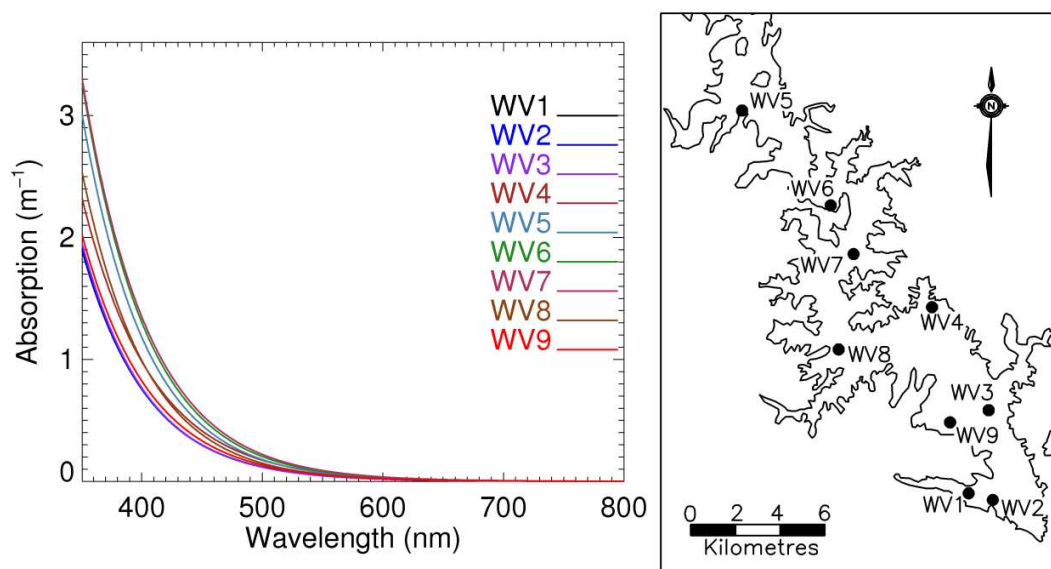 Absorption (m⁻¹)
3
2
1
0
400
500
600
700
800
Wavelength (nm)
WV1
WV2
WV3
WV4
WV5
WV6
WV7
WV8
WV9
N
WV5
WV6
WV7
WV4
WV8
WV3
WV9
WV1
WV2
0 2 4 6
Kilometres